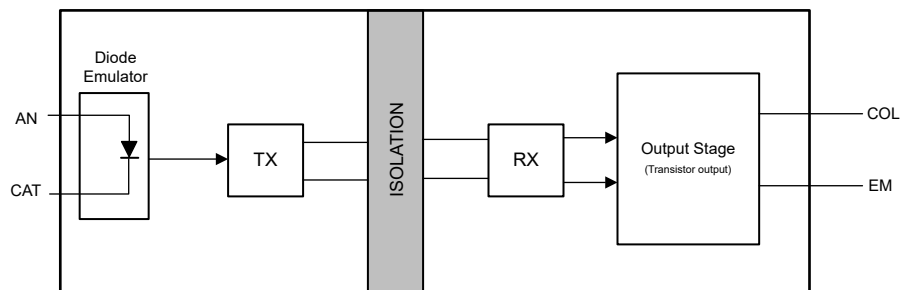 Diode
Emulator
AN
CAT
TX
ISOLATION
RX
Output Stage
(Transistor output)
COL
EM